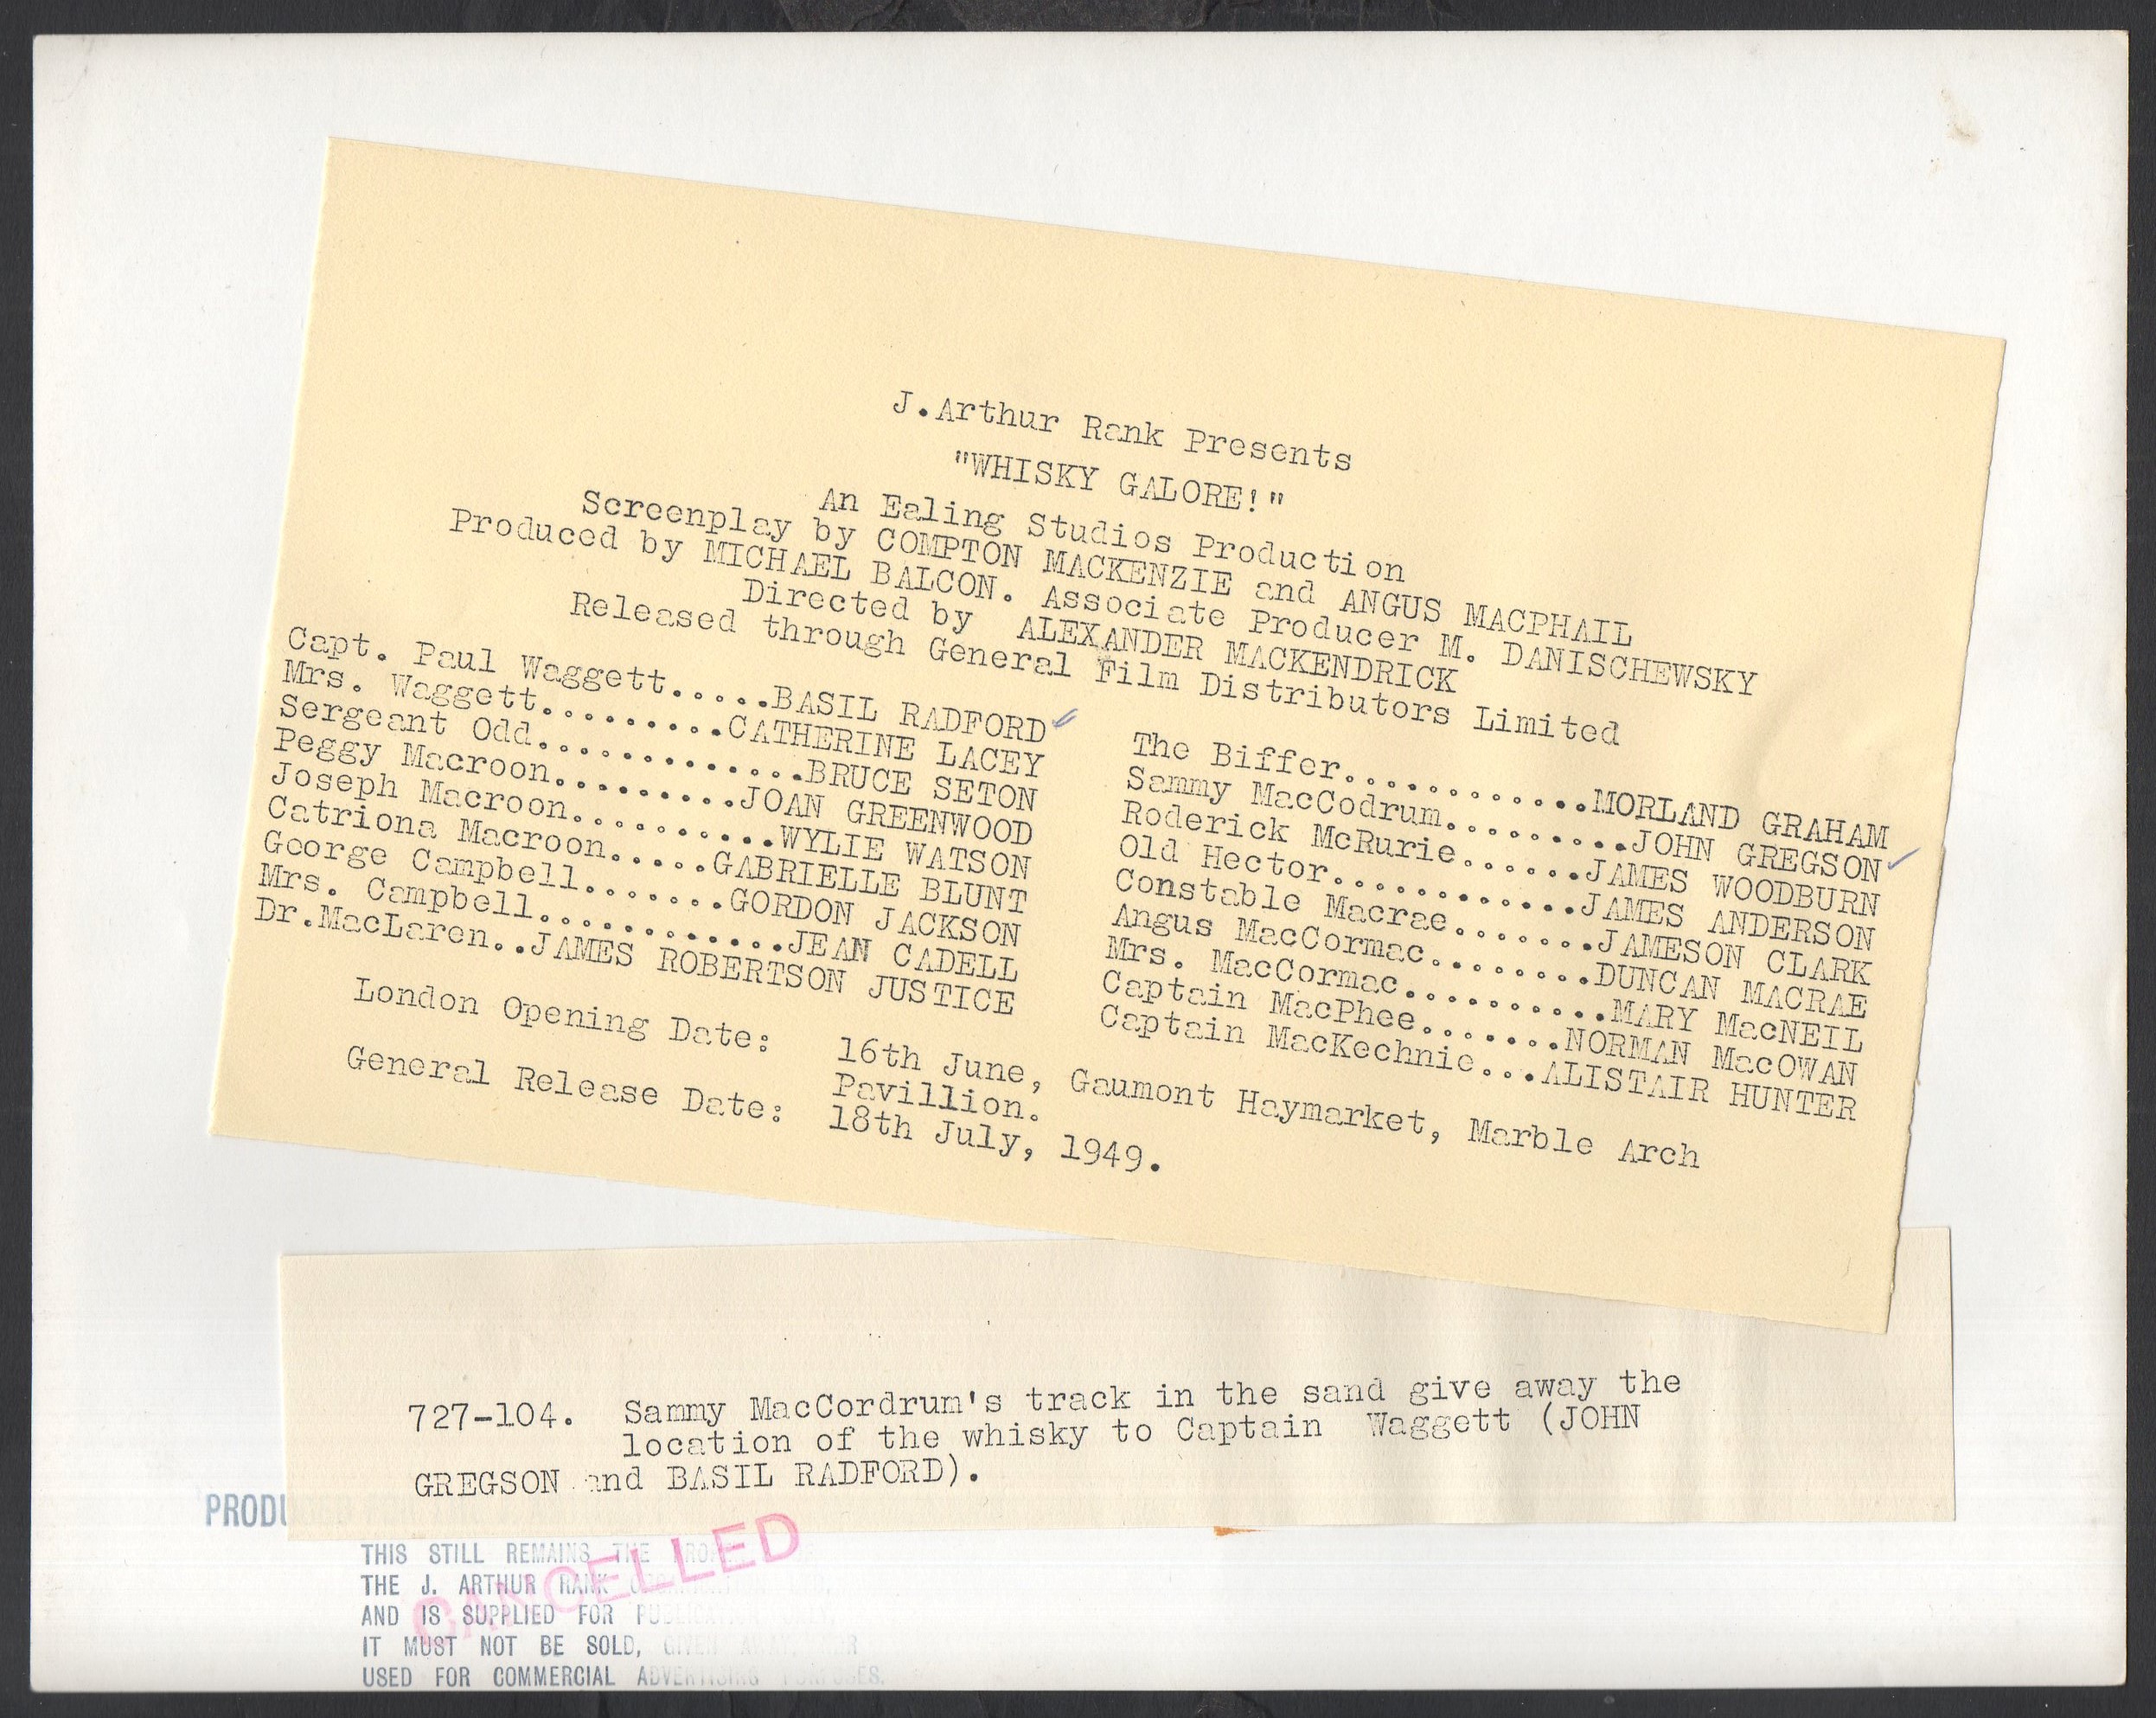 J.Arthur Rank Presents
"WHISKY GALORE!"
An Ealing Studios Production
Screenplay by COMPTON MACKENZIE and ANGUS MACPHAIL
Produced by MICHAEL BALCON. Associate Producer M. DANISCHEWSKY
Directed by ALEXANDER MACKENDRICK
Released through General Film Distributors Limited
Capt. Paul Waggett.....BASIL RADFORD
Mrs. Waggett.........CATHERINE LACEY
Sergeant Odd.............BRUCE SETON
Peggy Macroon.........JOAN GREENWOOD
Joseph Macroon..........WYLIE WATSON
Catriona Macroon.....GABRIELLE BLUNT
George Campbell.......GORDON JACKSON
Mrs. Campbell............JEAN CADELL
Dr.MacLaren..JAMES ROBERTSON JUSTICE
The Biffer............MORLAND GRAHAM
Sammy MacCodrum.........JOHN GREGSON
Roderick McRurie......JAMES WOODBURN
Old Hector............JAMES ANDERSON
Constable Macrae.......JAMESON CLARK
Angus MacCormac........DUNCAN MACRAE
Mrs. MacCormac..........MARY MacNEIL
Captain MacPhee.......NORMAN MacOWAN
Captain MacKechnie...ALISTAIR HUNTER
London Opening Date: 16th June, Gaumont Haymarket, Marble Arch
Pavillion.
General Release Date: 18th July, 1949.
727-104. Sammy MacCordrum's track in the sand give away the
location of the whisky to Captain Waggett (JOHN
GREGSON and BASIL RADFORD).
CANCELLED
THIS STILL REMAINS THE
THE J. ARTHUR RANK
AND IS SUPPLIED FOR
IT MUST NOT BE SOLD, GIVEN AWAY, OR
USED FOR COMMERCIAL ADVERTISING PURPOSES.